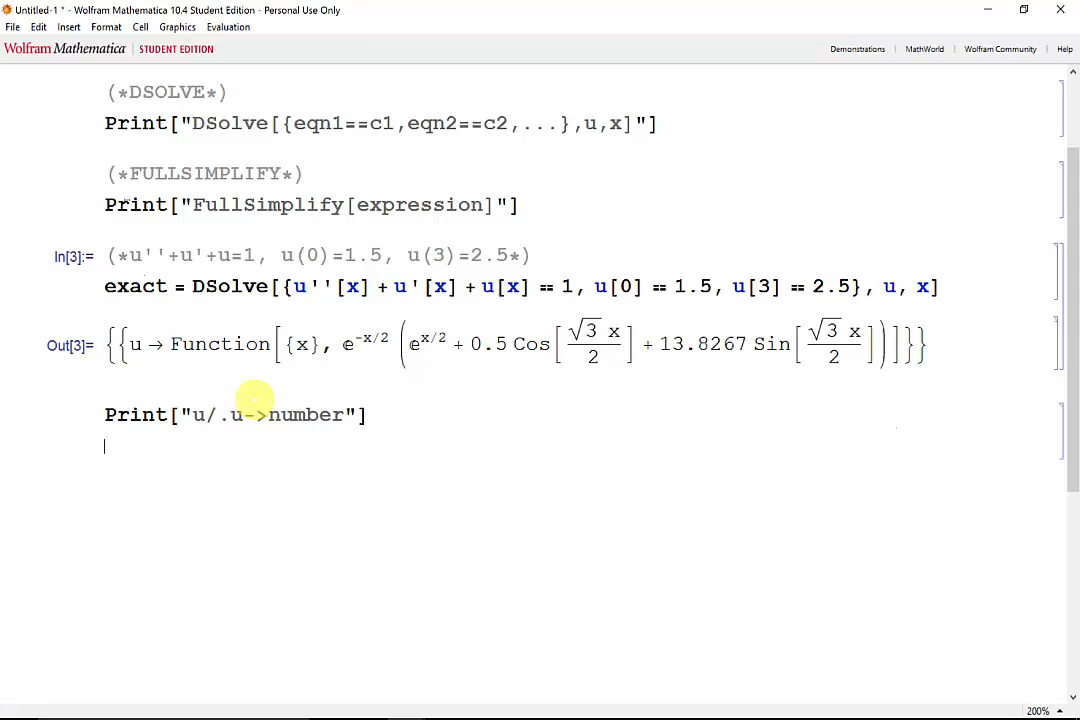 Untitled-1 * - Wolfram Mathematica 10.4 Student Edition - Personal Use Only
File Edit Insert Format Cell Graphics Evaluation
Wolfram Mathematica | STUDENT EDITION Demonstrations | MathWorld | Wolfram Community | Help
(*DSOLVE*)
Print["DSolve[{eqn1==c1,eqn2==c2,...},u,x]"]
(*FULLSIMPLIFY*)
Print["FullSimplify[expression]"]
In[3]:= (*u''+u'+u=1, u(0)=1.5, u(3)=2.5*)
exact = DSolve[{u''[x] + u'[x] + u[x] == 1, u[0] == 1.5, u[3] == 2.5}, u, x]
Out[3]= {{u → Function[{x}, e^(-x/2) (e^(x/2) + 0.5 Cos[√3 x / 2] + 13.8267 Sin[√3 x / 2])]}}
Print["u/.u->number"]
200%